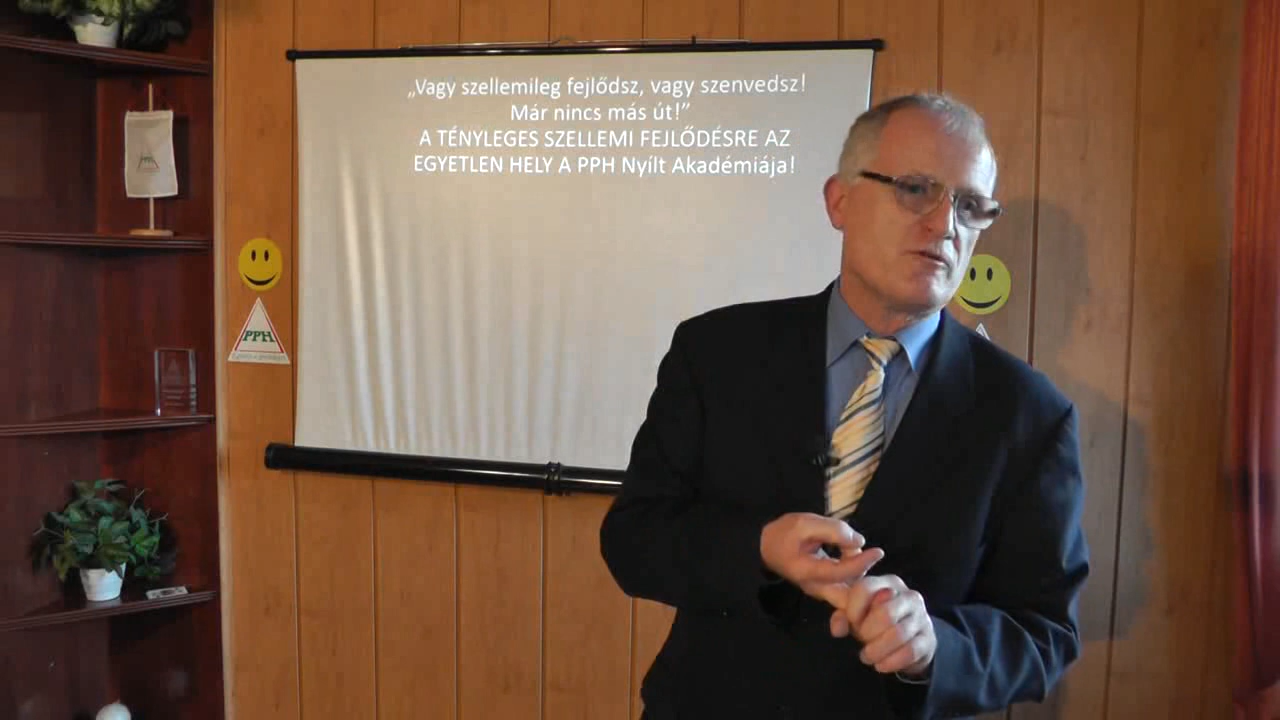 „Vagy szellemileg fejlődsz, vagy szenvedsz!
Már nincs más út!”
A TÉNYLEGES SZELLEMI FEJLŐDÉSRE AZ
EGYETLEN HELY A PPH Nyílt Akadémiája!
PPH